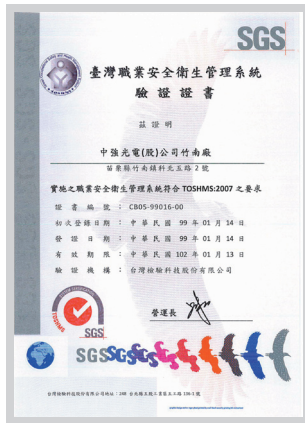 SGS
TOSHMS
臺灣職業安全衛生管理系統
驗證證書
茲證明
中強光電(股)公司竹南廠
苗栗縣竹南鎮科北五路 2 號
實施之職業安全衛生管理系統符合 TOSHMS:2007 之要求
證書編號 : CB05-99016-00
初次登錄日期 : 中華民國 99 年 01 月 14 日
發證日期 : 中華民國 99 年 01 月 14 日
有效期限 : 中華民國 102 年 01 月 13 日
驗證機構 : 台灣檢驗科技股份有限公司
營運長
SGS
SGSSGSSGS